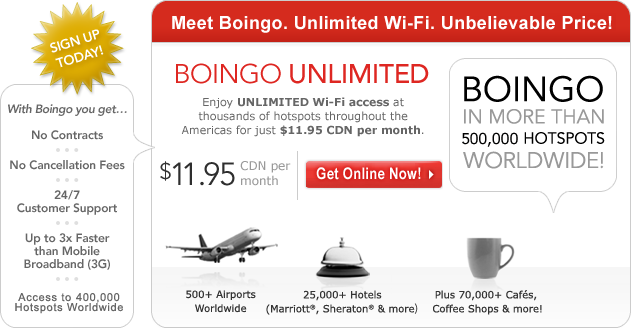 Meet Boingo. Unlimited Wi-Fi. Unbelievable Price!
SIGN UP
TODAY!
With Boingo you get...
No Contracts
No Cancellation Fees
24/7
Customer Support
Up to 3x Faster
than Mobile
Broadband (3G)
Access to 400,000
Hotspots Worldwide
BOINGO UNLIMITED
Enjoy UNLIMITED Wi-Fi access at
thousands of hotspots throughout the
Americas for just $11.95 CDN per month.
$11.95 CDN per
month
Get Online Now!
BOINGO
IN MORE THAN
500,000 HOTSPOTS
WORLDWIDE!
500+ Airports
Worldwide
25,000+ Hotels
(Marriott®, Sheraton® & more)
Plus 70,000+ Cafés,
Coffee Shops & more!